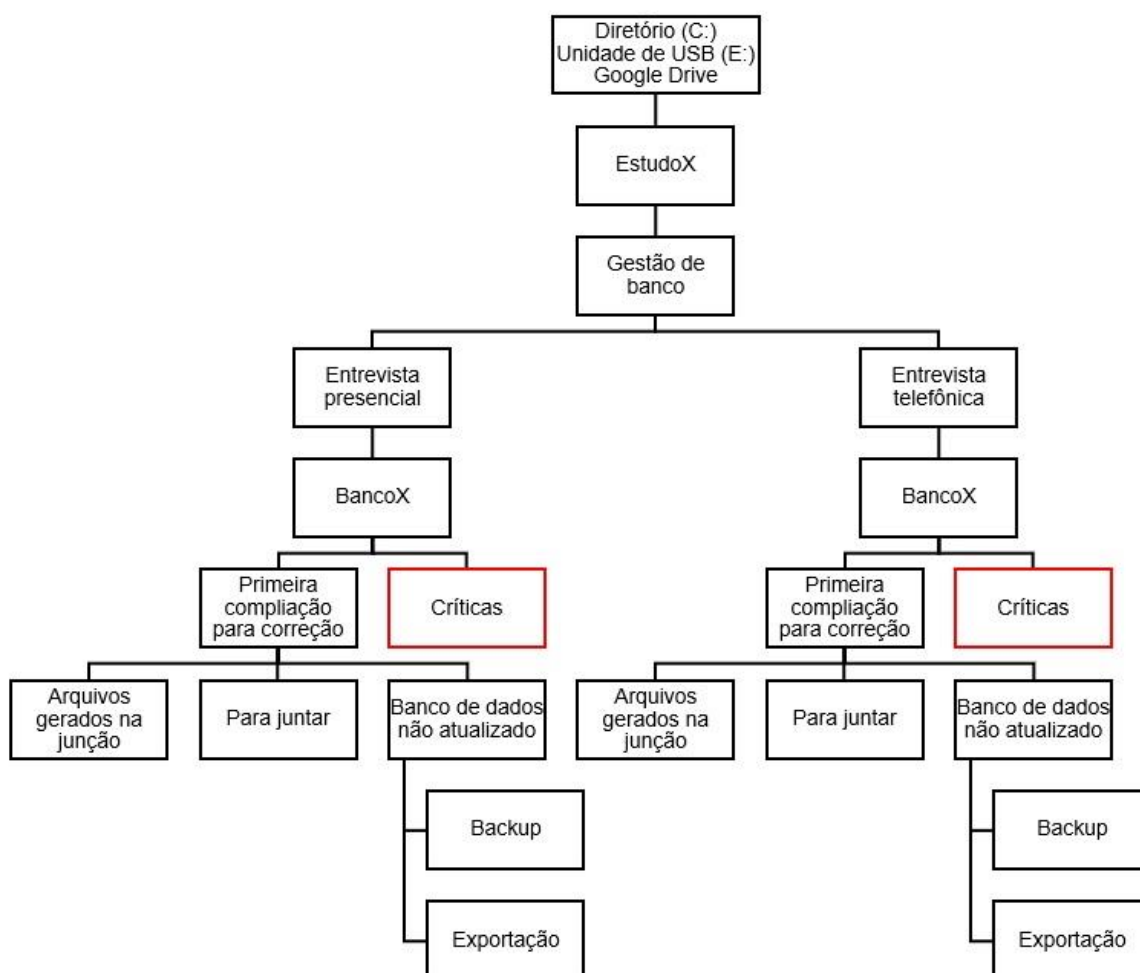 Diretório (C:)
Unidade de USB (E:)
Google Drive
EstudoX
Gestão de
banco
Entrevista
presencial
Entrevista
telefônica
BancoX
BancoX
Primeira
compliação
para correção
Críticas
Primeira
compliação
para correção
Críticas
Arquivos
gerados na
junção
Para juntar
Banco de dados
não atualizado
Arquivos
gerados na
junção
Para juntar
Banco de dados
não atualizado
Backup
Backup
Exportação
Exportação